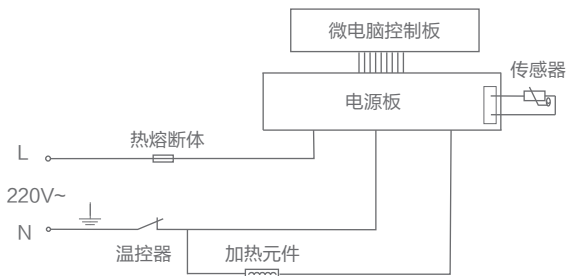 微电脑控制板
传感器
电源板
热熔断体
L
220V~
N
温控器
加热元件